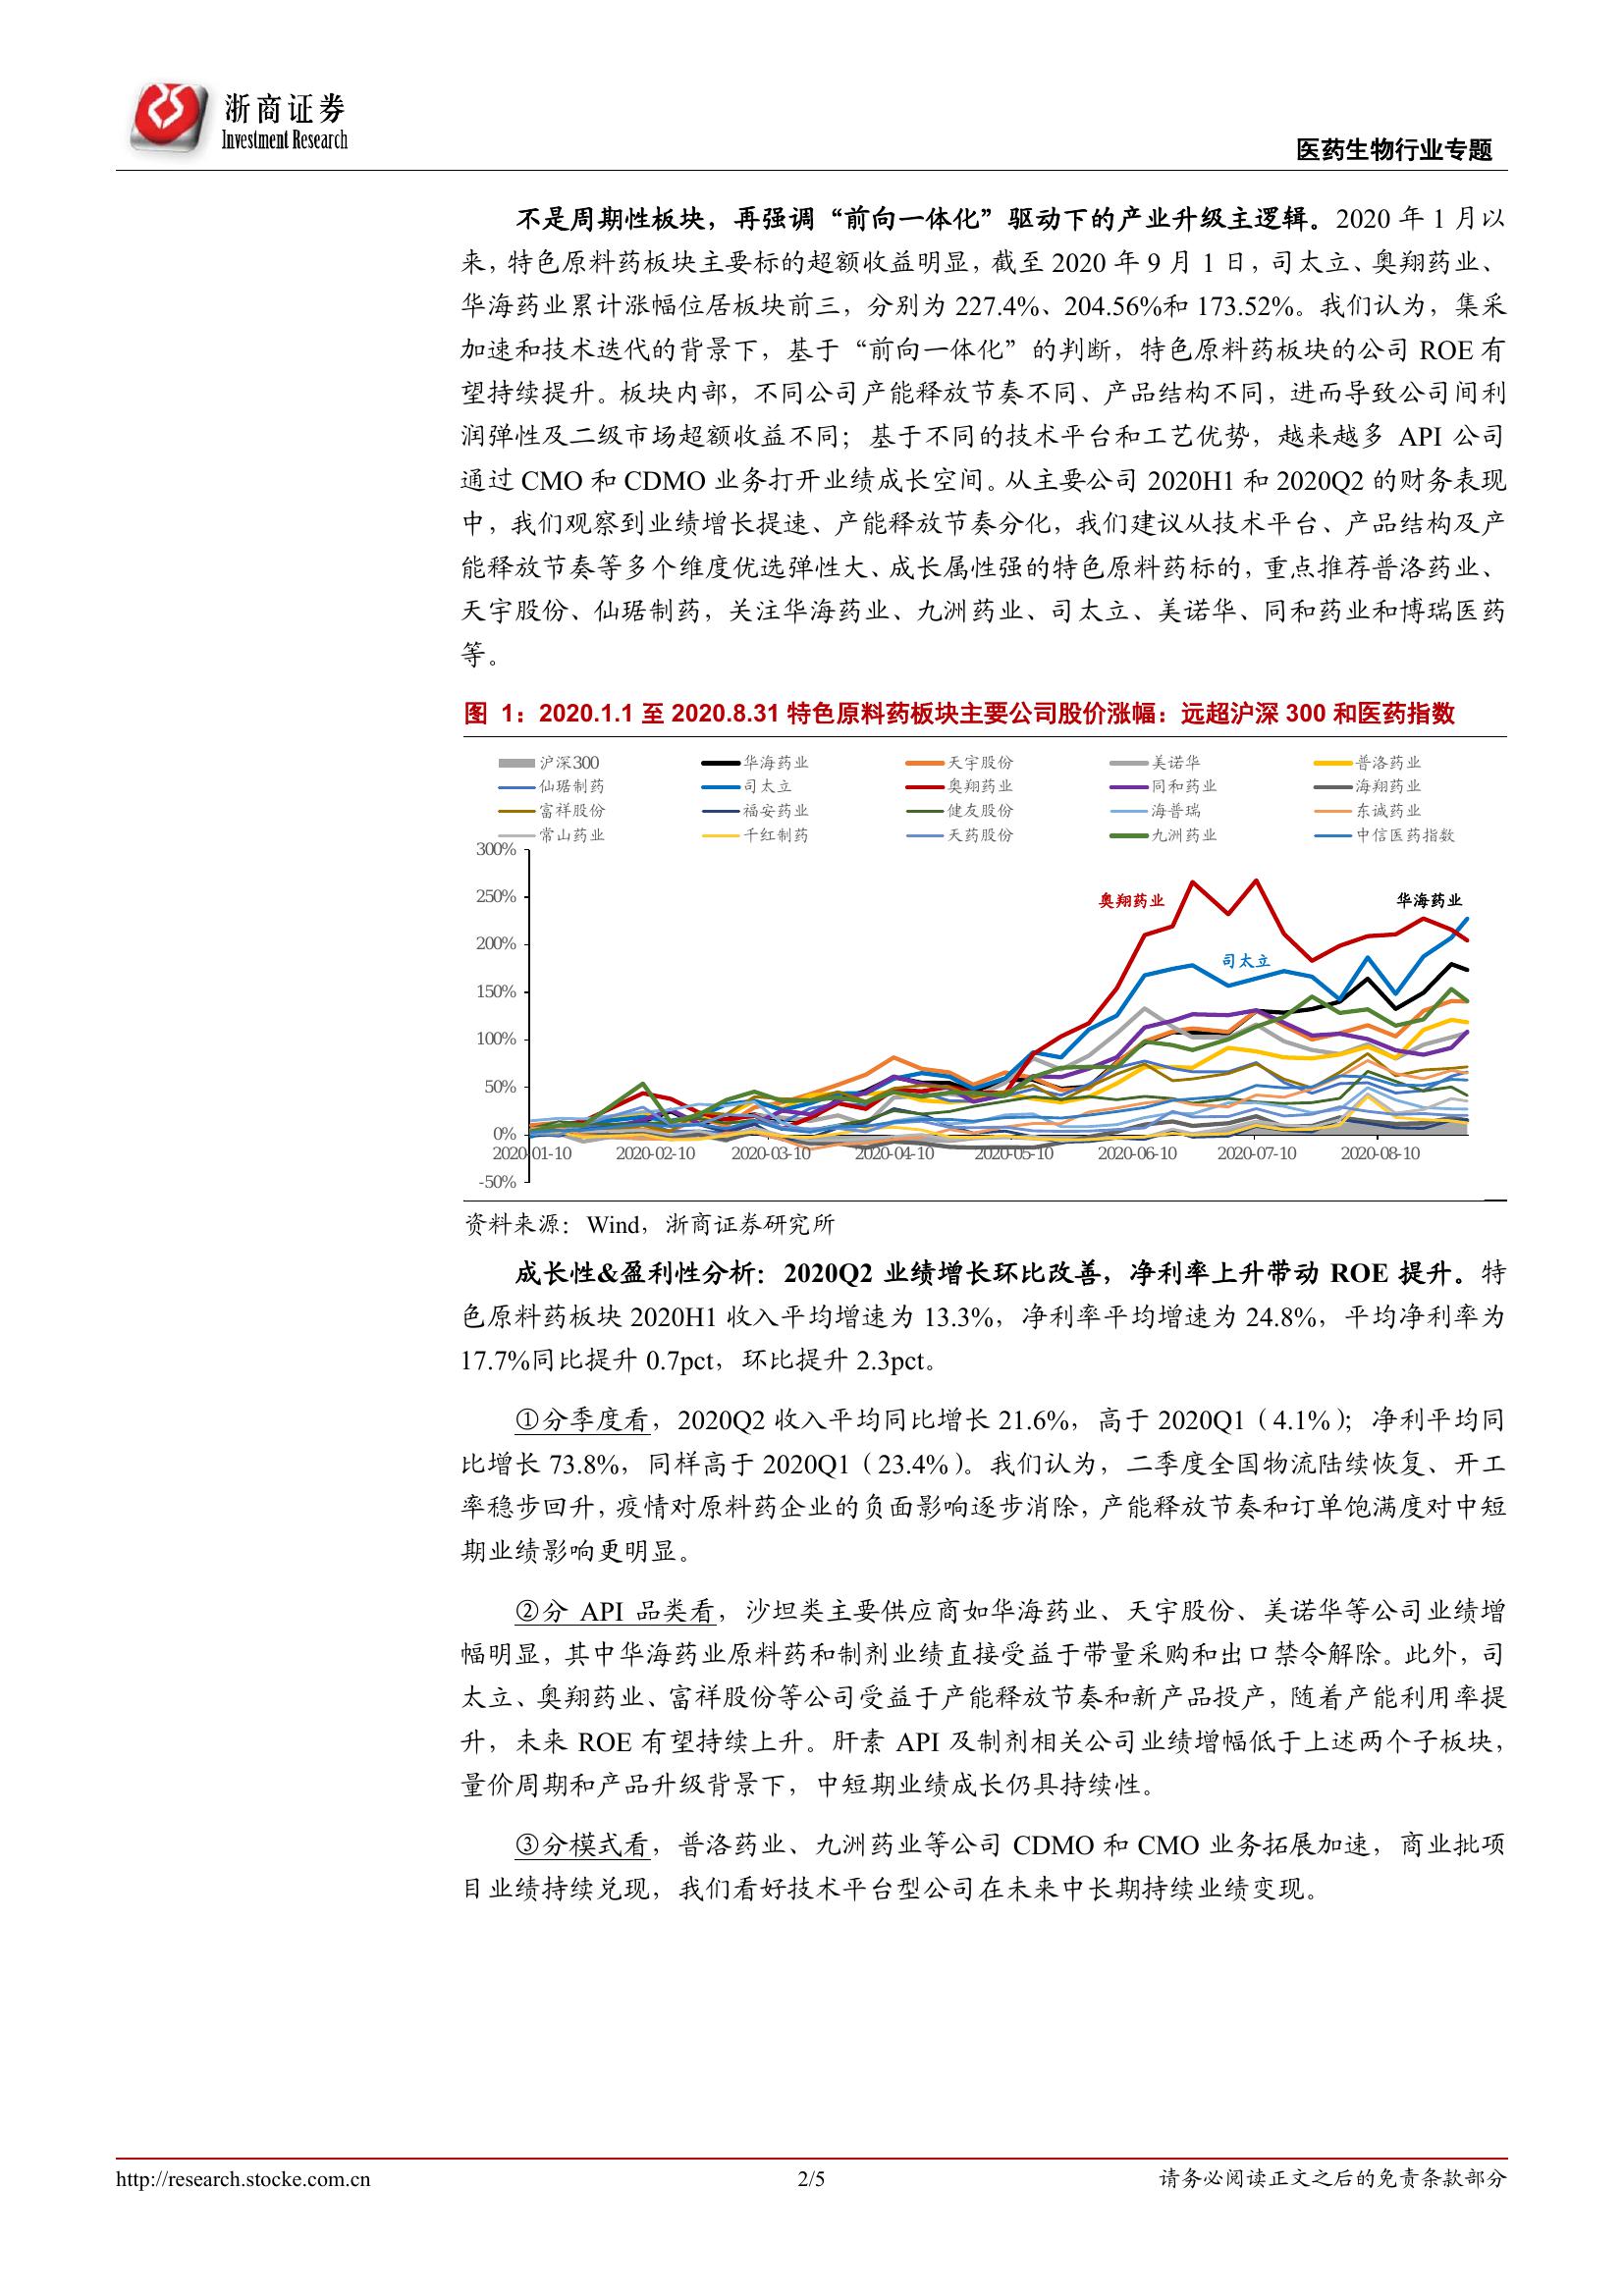 浙商证券
Investment Research
医药生物行业专题
不是周期性板块，再强调“前向一体化”驱动下的产业升级主逻辑。2020 年 1 月以
来，特色原料药板块主要标的超额收益明显，截至 2020 年 9 月 1 日，司太立、奥翔药业、
华海药业累计涨幅位居板块前三，分别为 227.4%、204.56%和 173.52%。我们认为，集采
加速和技术迭代的背景下，基于“前向一体化”的判断，特色原料药板块的公司 ROE 有
望持续提升。板块内部，不同公司产能释放节奏不同、产品结构不同，进而导致公司间利
润弹性及二级市场超额收益不同；基于不同的技术平台和工艺优势，越来越多 API 公司
通过 CMO 和 CDMO 业务打开业绩成长空间。从主要公司 2020H1 和 2020Q2 的财务表现
中，我们观察到业绩增长提速、产能释放节奏分化，我们建议从技术平台、产品结构及产
能释放节奏等多个维度优选弹性大、成长属性强的特色原料药标的，重点推荐普洛药业、
天宇股份、仙琚制药，关注华海药业、九洲药业、司太立、美诺华、同和药业和博瑞医药
等。
图 1：2020.1.1 至 2020.8.31 特色原料药板块主要公司股价涨幅：远超沪深 300 和医药指数
沪深300 华海药业 天宇股份 美诺华 普洛药业
仙琚制药 司太立 奥翔药业 同和药业 海翔药业
富祥股份 福安药业 健友股份 海普瑞 东诚药业
常山药业 千红制药 天药股份 九洲药业 中信医药指数
300%
250%
200%
150%
100%
50%
0%
-50%
奥翔药业
华海药业
司太立
2020-01-10 2020-02-10 2020-03-10 2020-04-10 2020-05-10 2020-06-10 2020-07-10 2020-08-10
资料来源：Wind，浙商证券研究所
成长性&盈利性分析：2020Q2 业绩增长环比改善，净利率上升带动 ROE 提升。特
色原料药板块 2020H1 收入平均增速为 13.3%，净利率平均增速为 24.8%，平均净利率为
17.7%同比提升 0.7pct，环比提升 2.3pct。
①分季度看，2020Q2 收入平均同比增长 21.6%，高于 2020Q1（4.1%）；净利平均同
比增长 73.8%，同样高于 2020Q1（23.4%）。我们认为，二季度全国物流陆续恢复、开工
率稳步回升，疫情对原料药企业的负面影响逐步消除，产能释放节奏和订单饱满度对中短
期业绩影响更明显。
②分 API 品类看，沙坦类主要供应商如华海药业、天宇股份、美诺华等公司业绩增
幅明显，其中华海药业原料药和制剂业绩直接受益于带量采购和出口禁令解除。此外，司
太立、奥翔药业、富祥股份等公司受益于产能释放节奏和新产品投产，随着产能利用率提
升，未来 ROE 有望持续上升。肝素 API 及制剂相关公司业绩增幅低于上述两个子板块，
量价周期和产品升级背景下，中短期业绩成长仍具持续性。
③分模式看，普洛药业、九洲药业等公司 CDMO 和 CMO 业务拓展加速，商业批项
目业绩持续兑现，我们看好技术平台型公司在未来中长期持续业绩变现。
http://research.stocke.com.cn
2/5
请务必阅读正文之后的免责条款部分